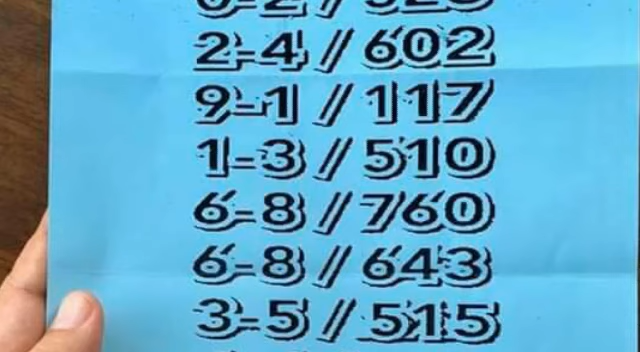 2=4 // 602
9-1 // 117
1-3 // 510
6-8 // 760
6-8 // 643
3-5 // 515